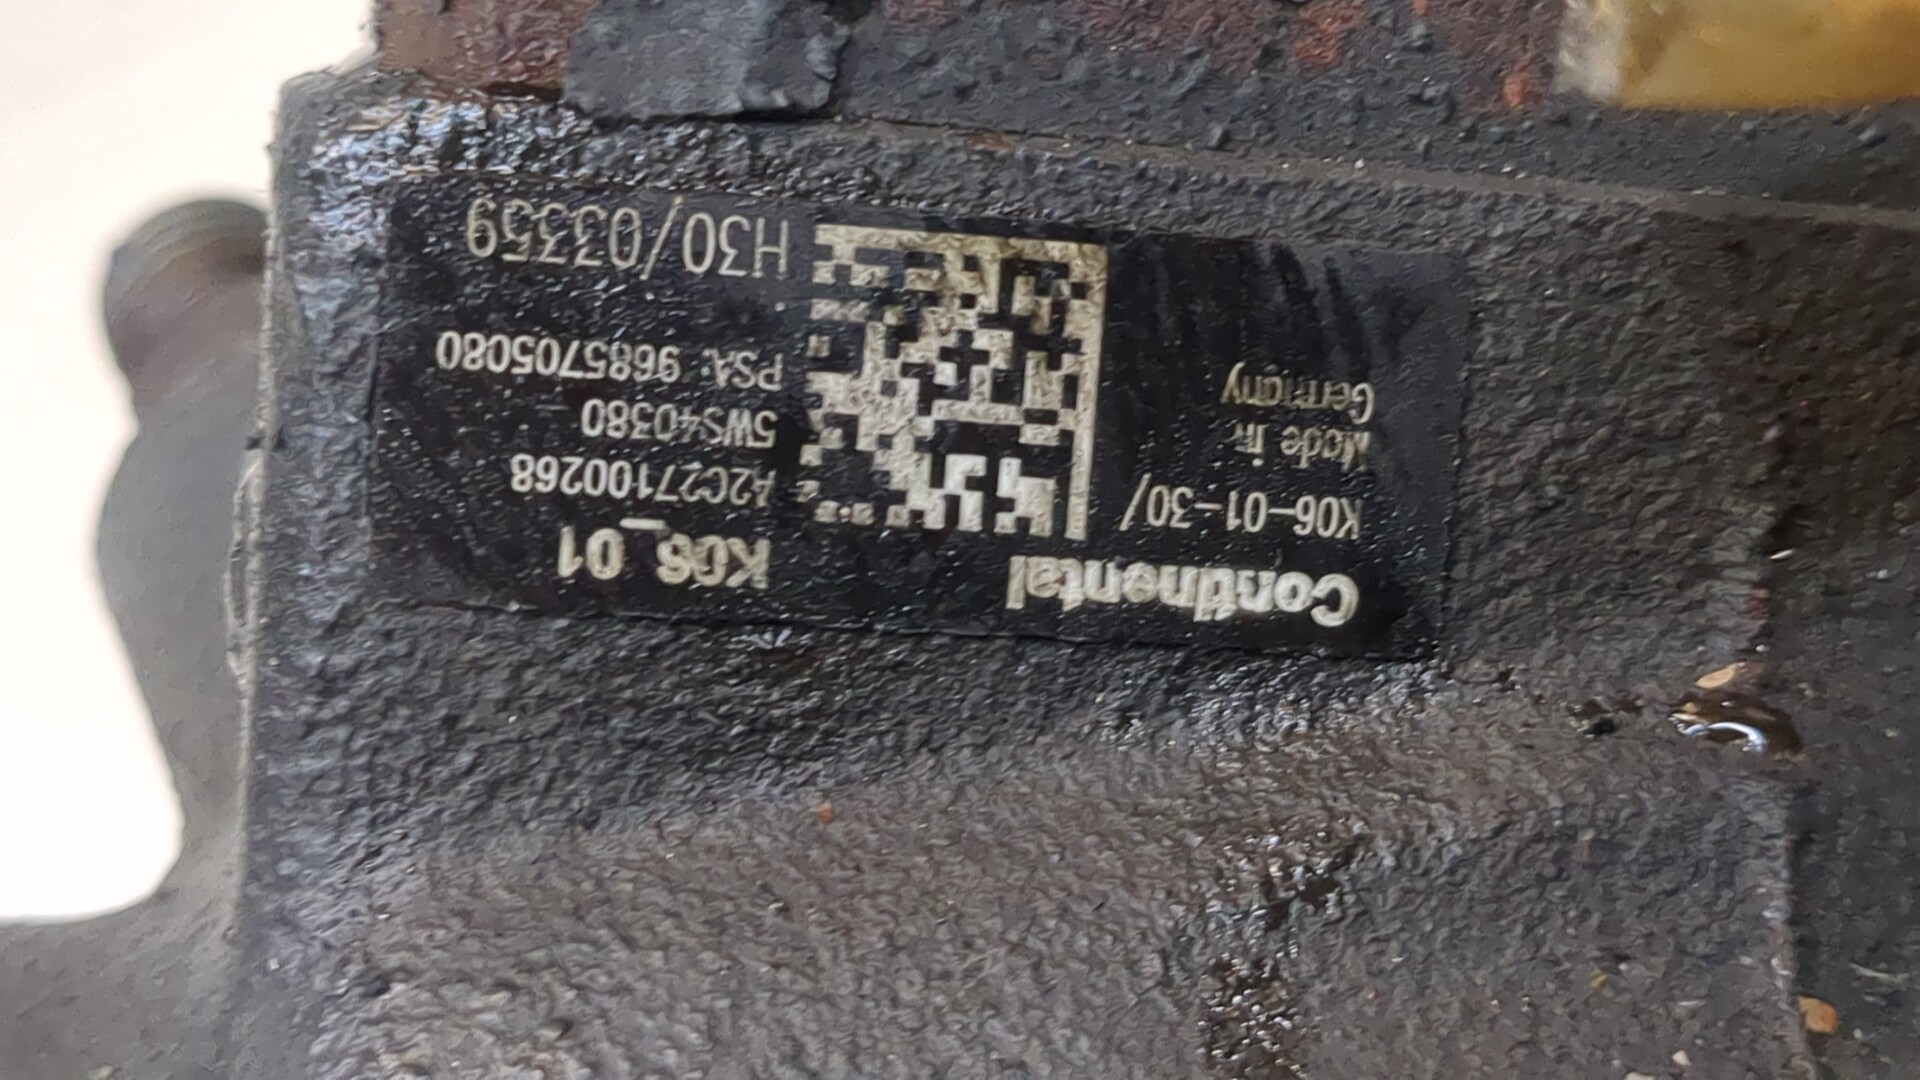 Continental
K06-01-30/
Made in
Germany
K06_01
A2C27100268
5WS40380
PSA: 9685705080
H30/03359